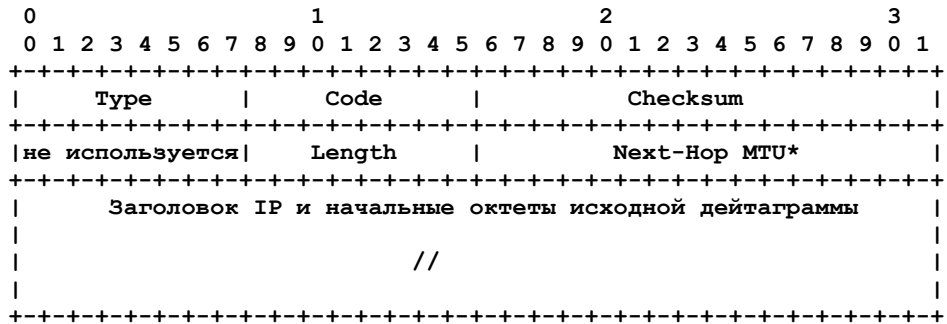 0                   1                   2                   3
0 1 2 3 4 5 6 7 8 9 0 1 2 3 4 5 6 7 8 9 0 1 2 3 4 5 6 7 8 9 0 1
+-+-+-+-+-+-+-+-+-+-+-+-+-+-+-+-+-+-+-+-+-+-+-+-+-+-+-+-+-+-+-+-+
|     Type      |     Code      |          Checksum             |
+-+-+-+-+-+-+-+-+-+-+-+-+-+-+-+-+-+-+-+-+-+-+-+-+-+-+-+-+-+-+-+-+
|не используется|    Length     |         Next-Hop MTU*         |
+-+-+-+-+-+-+-+-+-+-+-+-+-+-+-+-+-+-+-+-+-+-+-+-+-+-+-+-+-+-+-+-+
|      Заголовок IP и начальные октеты исходной дейтаграммы     |
|                                                               |
|                           //                                  |
|                                                               |
+-+-+-+-+-+-+-+-+-+-+-+-+-+-+-+-+-+-+-+-+-+-+-+-+-+-+-+-+-+-+-+-+